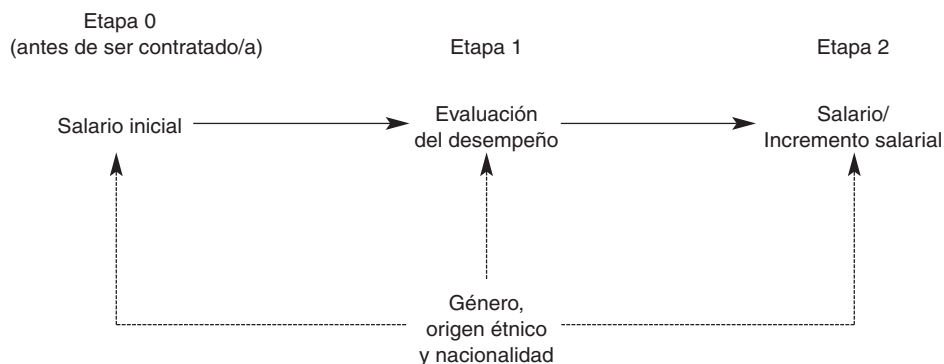 Etapa 0
(antes de ser contratado/a)
Etapa 1
Etapa 2
Salario inicial
Evaluación
del desempeño
Salario/
Incremento salarial
Género,
origen étnico
y nacionalidad